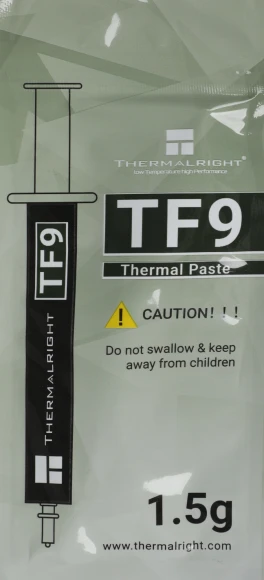 THERMALRIGHT®
low temperature high Performance
TF9
Thermal Paste
TF9
THERMALRIGHT
CAUTION! ! !
Do not swallow & keep
away from children
1.5g
www.thermalright.com